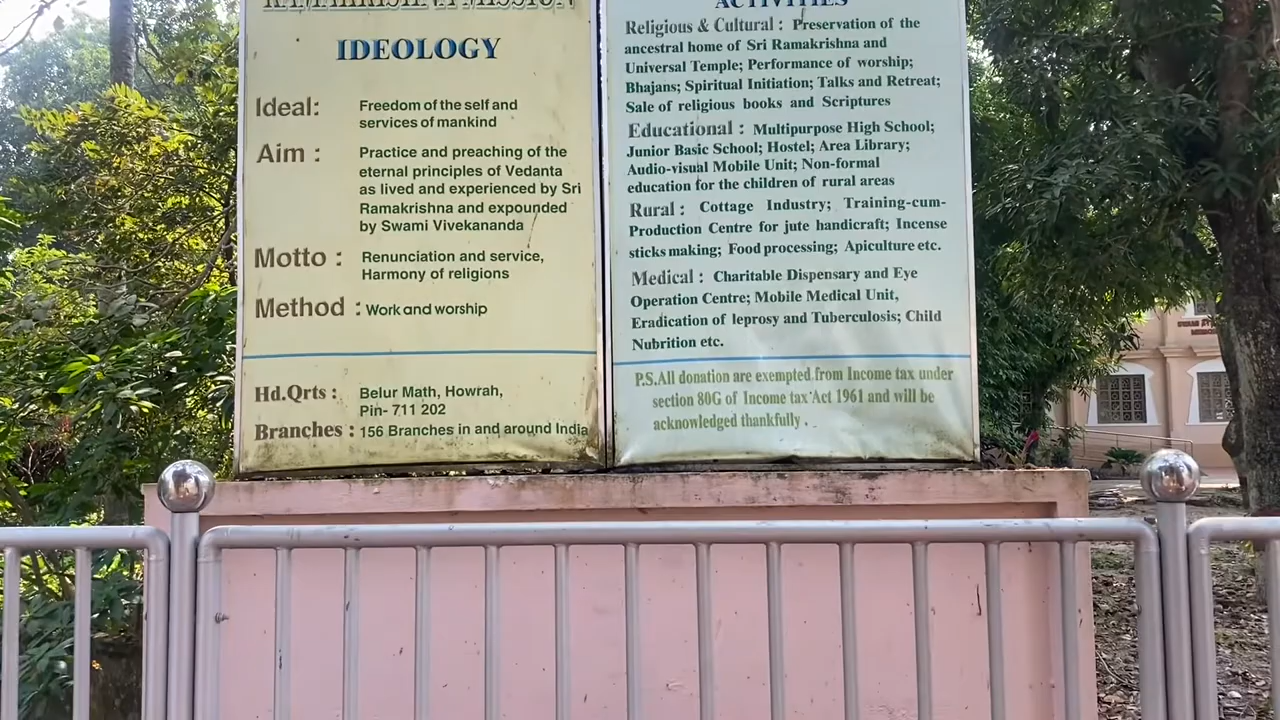 RAMAKRISHNA MISSION
IDEOLOGY
Ideal: Freedom of the self and
services of mankind
Aim : Practice and preaching of the
eternal principles of Vedanta
as lived and experienced by Sri
Ramakrishna and expounded
by Swami Vivekananda
Motto : Renunciation and service,
Harmony of religions
Method : Work and worship
Hd.Qrts : Belur Math, Howrah,
Pin- 711 202
Branches : 156 Branches in and around India
ACTIVITIES
Religious & Cultural : Preservation of the
ancestral home of Sri Ramakrishna and
Universal Temple; Performance of worship;
Bhajans; Spiritual Initiation; Talks and Retreat;
Sale of religious books and Scriptures
Educational : Multipurpose High School;
Junior Basic School; Hostel; Area Library;
Audio-visual Mobile Unit; Non-formal
education for the children of rural areas
Rural : Cottage Industry; Training-cum-
Production Centre for jute handicraft; Incense
sticks making; Food processing; Apiculture etc.
Medical : Charitable Dispensary and Eye
Operation Centre; Mobile Medical Unit,
Eradication of leprosy and Tuberculosis; Child
Nubrition etc.
P.S.All donation are exempted from Income tax under
section 80G of Income tax Act 1961 and will be
acknowledged thankfully .